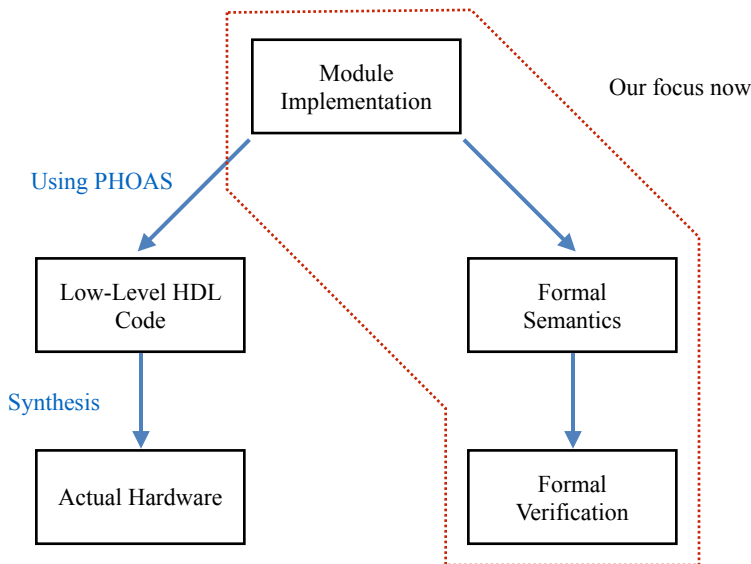 Module
Implementation
Our focus now
Using PHOAS
Low-Level HDL
Code
Formal
Semantics
Synthesis
Actual Hardware
Formal
Verification